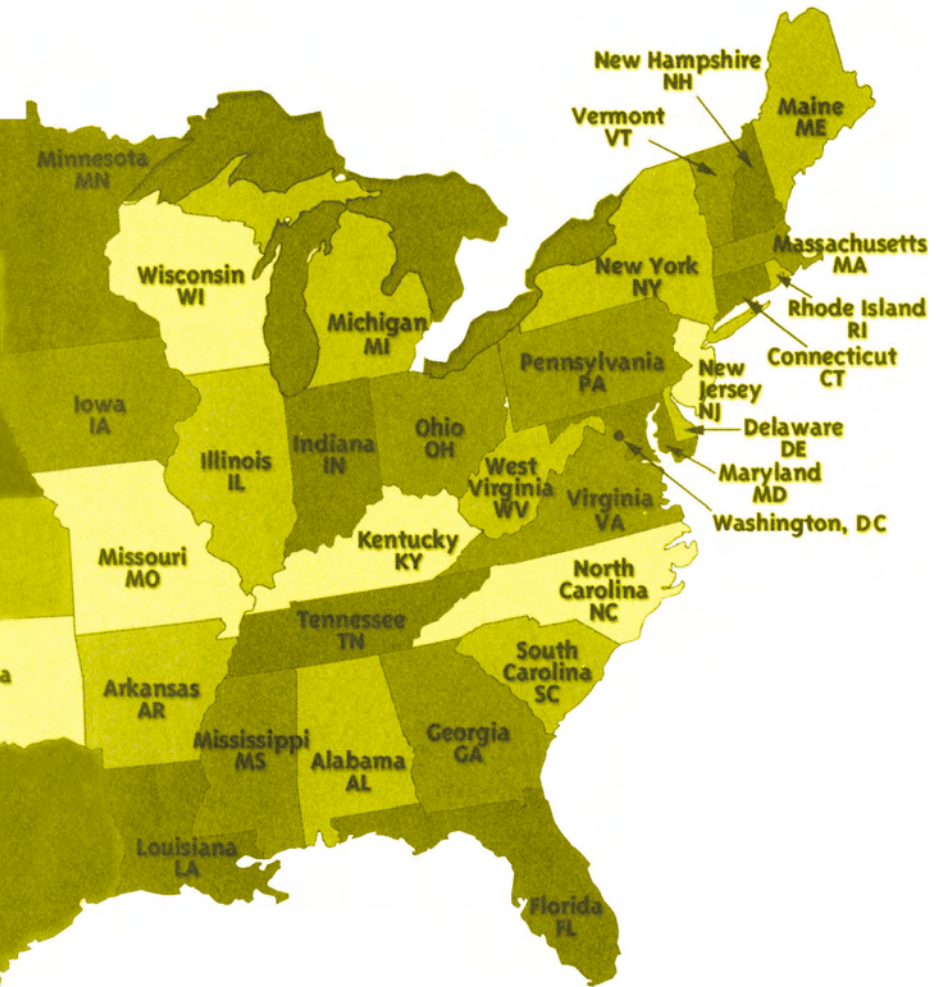 New Hampshire
NH
Vermont
VT
Maine
ME
Minnesota
MN
Massachusetts
MA
Wisconsin
WI
New York
NY
Rhode Island
RI
Michigan
MI
Connecticut
CT
Pennsylvania
PA
New
Jersey
NJ
Iowa
IA
Delaware
DE
Ohio
OH
Indiana
IN
Illinois
IL
West
Virginia
WV
Maryland
MD
Virginia
VA
Washington, DC
Kentucky
KY
Missouri
MO
North
Carolina
NC
Tennessee
TN
South
Carolina
SC
a
Arkansas
AR
Georgia
GA
Mississippi
MS
Alabama
AL
Louisiana
LA
Florida
FL